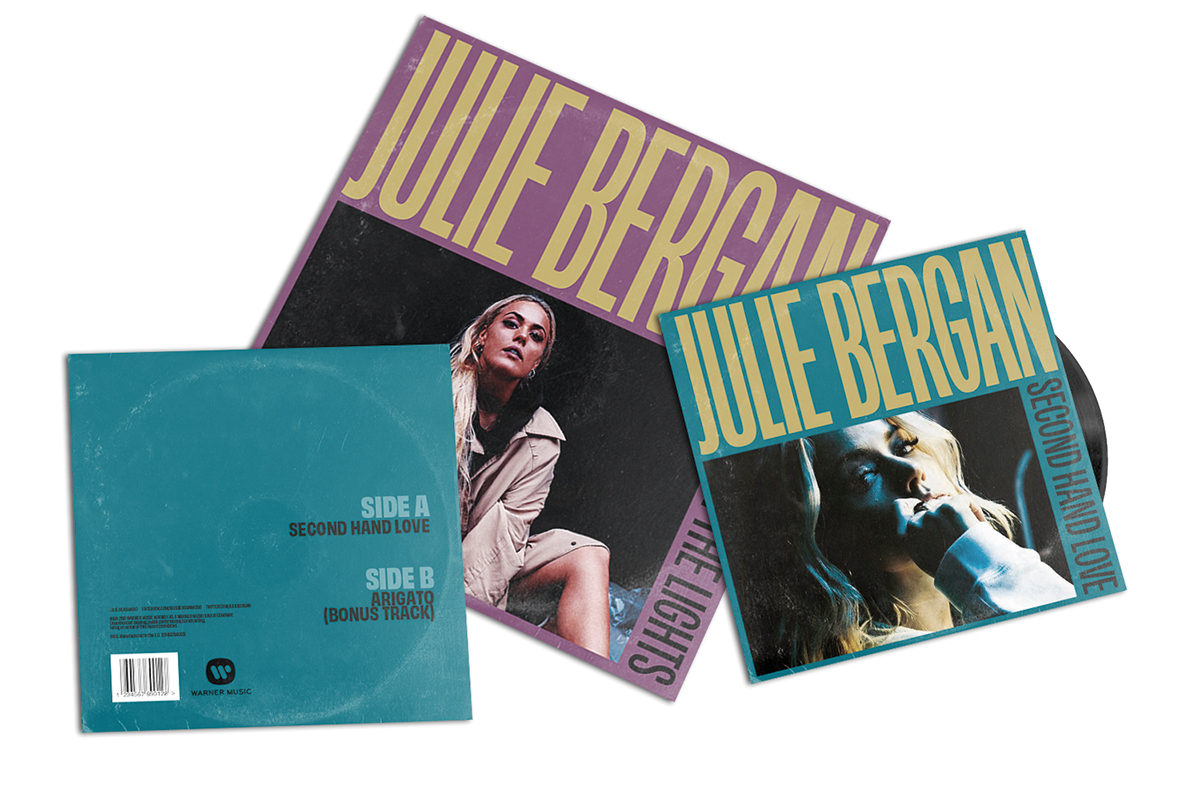 JULIE BERGAN
THE LIGHTS
JULIE BERGAN
SECOND HAND LOVE
SIDE A
SECOND HAND LOVE
SIDE B
ARIGATO
(BONUS TRACK)
WARNER MUSIC